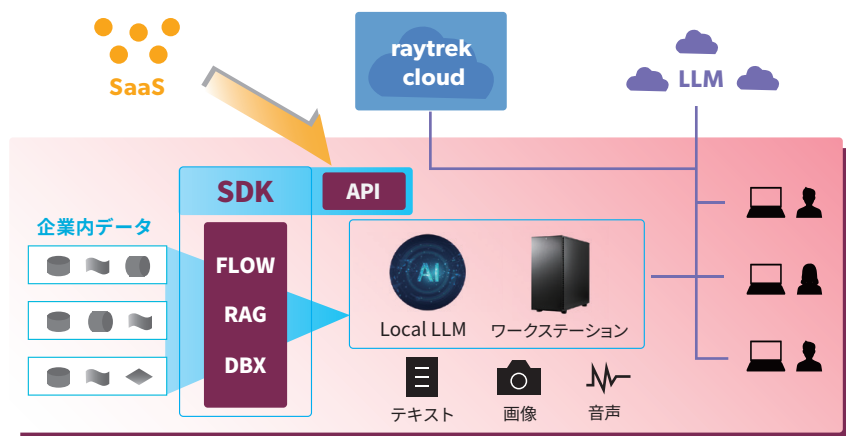 SaaS
raytrek
cloud
LLM
SDK
API
企業内データ
FLOW
RAG
DBX
AI
Local LLM
ワークステーション
テキスト
画像
音声